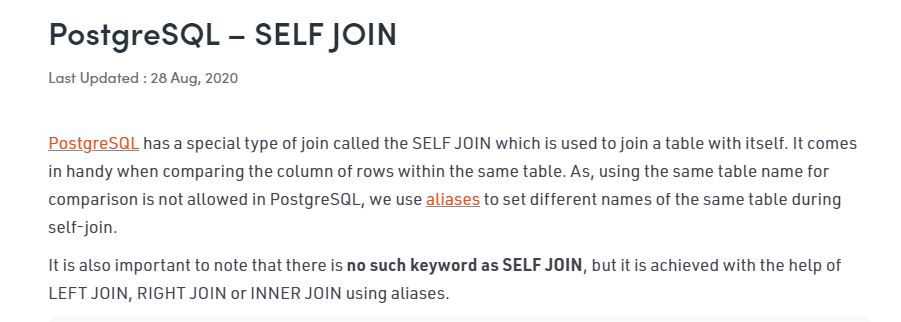 PostgreSQL – SELF JOIN
Last Updated : 28 Aug, 2020
PostgreSQL has a special type of join called the SELF JOIN which is used to join a table with itself. It comes
in handy when comparing the column of rows within the same table. As, using the same table name for
comparison is not allowed in PostgreSQL, we use aliases to set different names of the same table during
self-join.
It is also important to note that there is no such keyword as SELF JOIN, but it is achieved with the help of
LEFT JOIN, RIGHT JOIN or INNER JOIN using aliases.